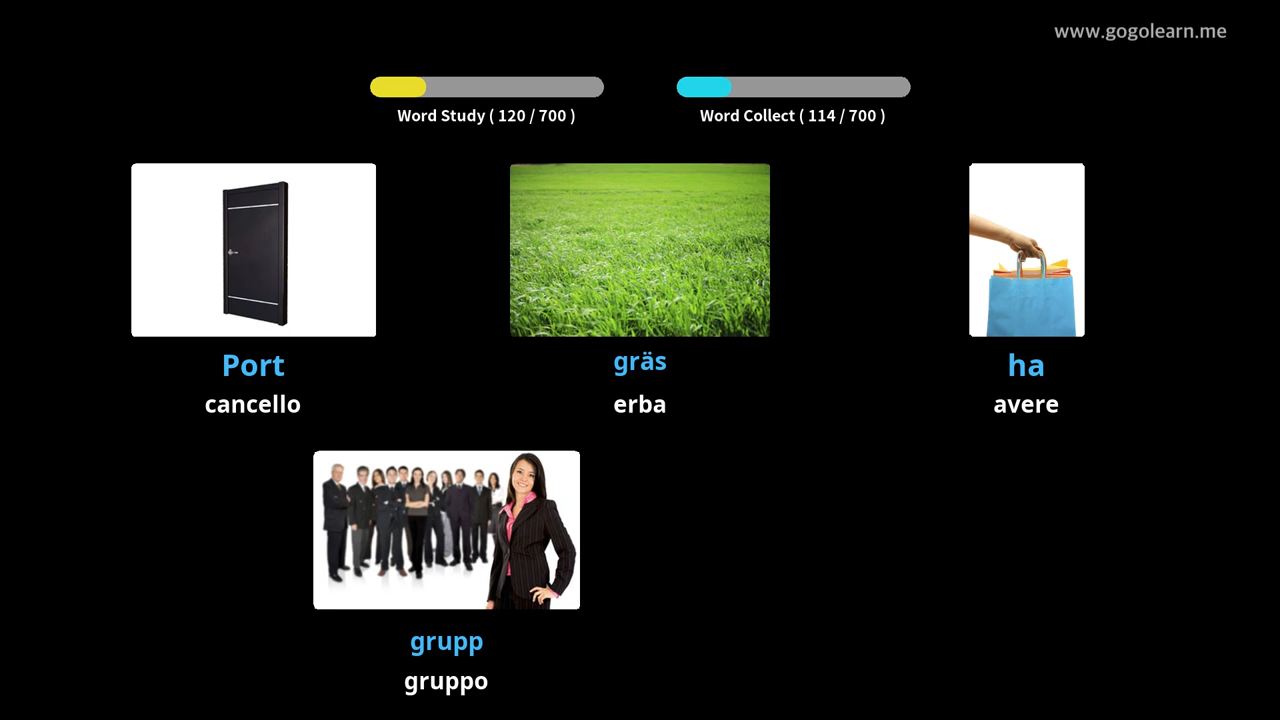 www.gogolearn.me
Word Study ( 120 / 700 )
Word Collect ( 114 / 700 )
Port
cancello
gräs
erba
ha
avere
grupp
gruppo